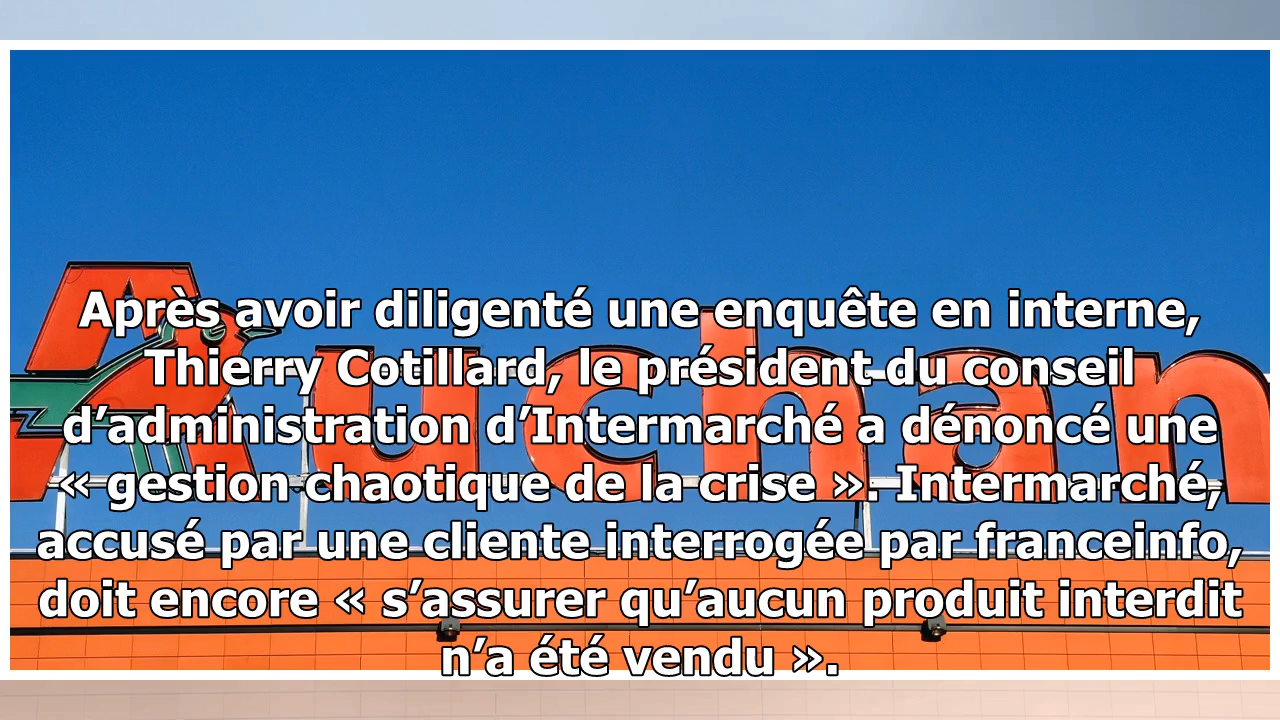 Auchan
Après avoir diligenté une enquête en interne,
Thierry Cotillard, le président du conseil
d’administration d’Intermarché a dénoncé une
« gestion chaotique de la crise ». Intermarché,
accusé par une cliente interrogée par franceinfo,
doit encore « s’assurer qu’aucun produit interdit
n’a été vendu ».